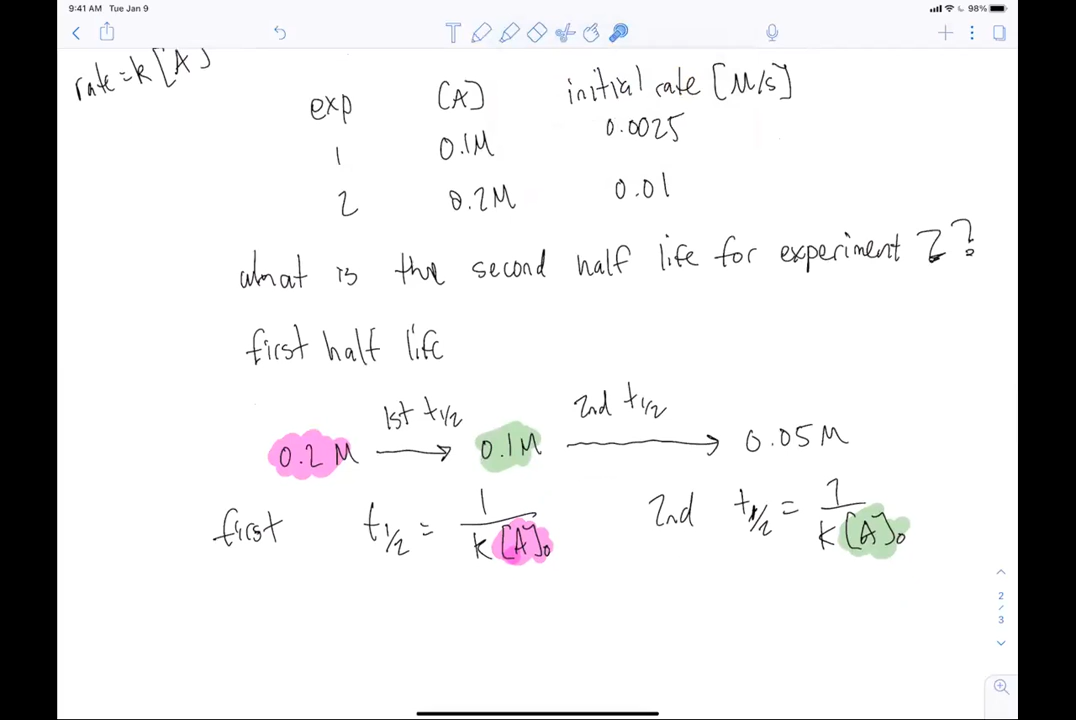 9:41 AM Tue Jan 9
98%
rate = k[A]
exp [A] initial rate [M/s]
1 0.1M 0.0025
2 0.2M 0.01
what is the second half life for experiment 2?
first half life
1st t1/2 2nd t1/2
0.2 M 0.1M 0.05M
first t1/2 = 1/k[A]0 2nd t1/2 = 1/k[A]0
2
/
3